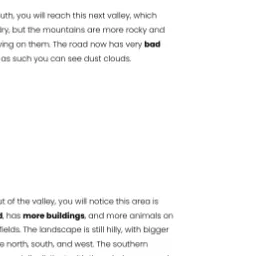 uth, you will reach this next valley, which
dry, but the mountains are more rocky and
ving on them. The road now has very bad
as such you can see dust clouds.
t of the valley, you will notice this area is
d, has more buildings, and more animals on
fields. The landscape is still hilly, with bigger
e north, south, and west. The southern